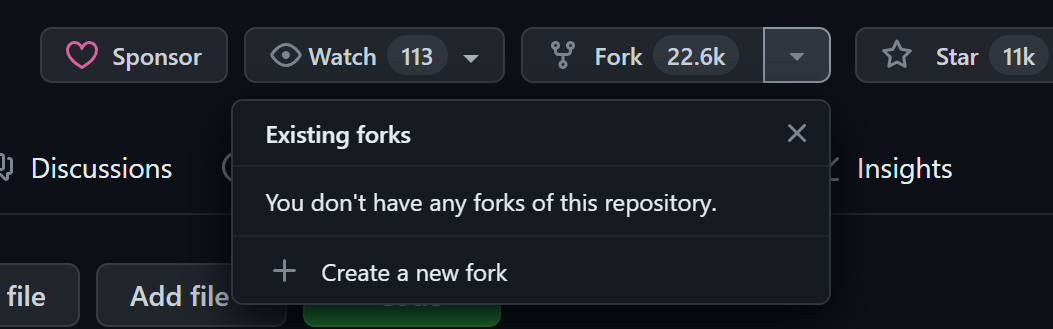 Sponsor Watch 113 Fork 22.6k Star 11k
Existing forks
Discussions Insights
You don't have any forks of this repository.
Create a new fork
file Add file